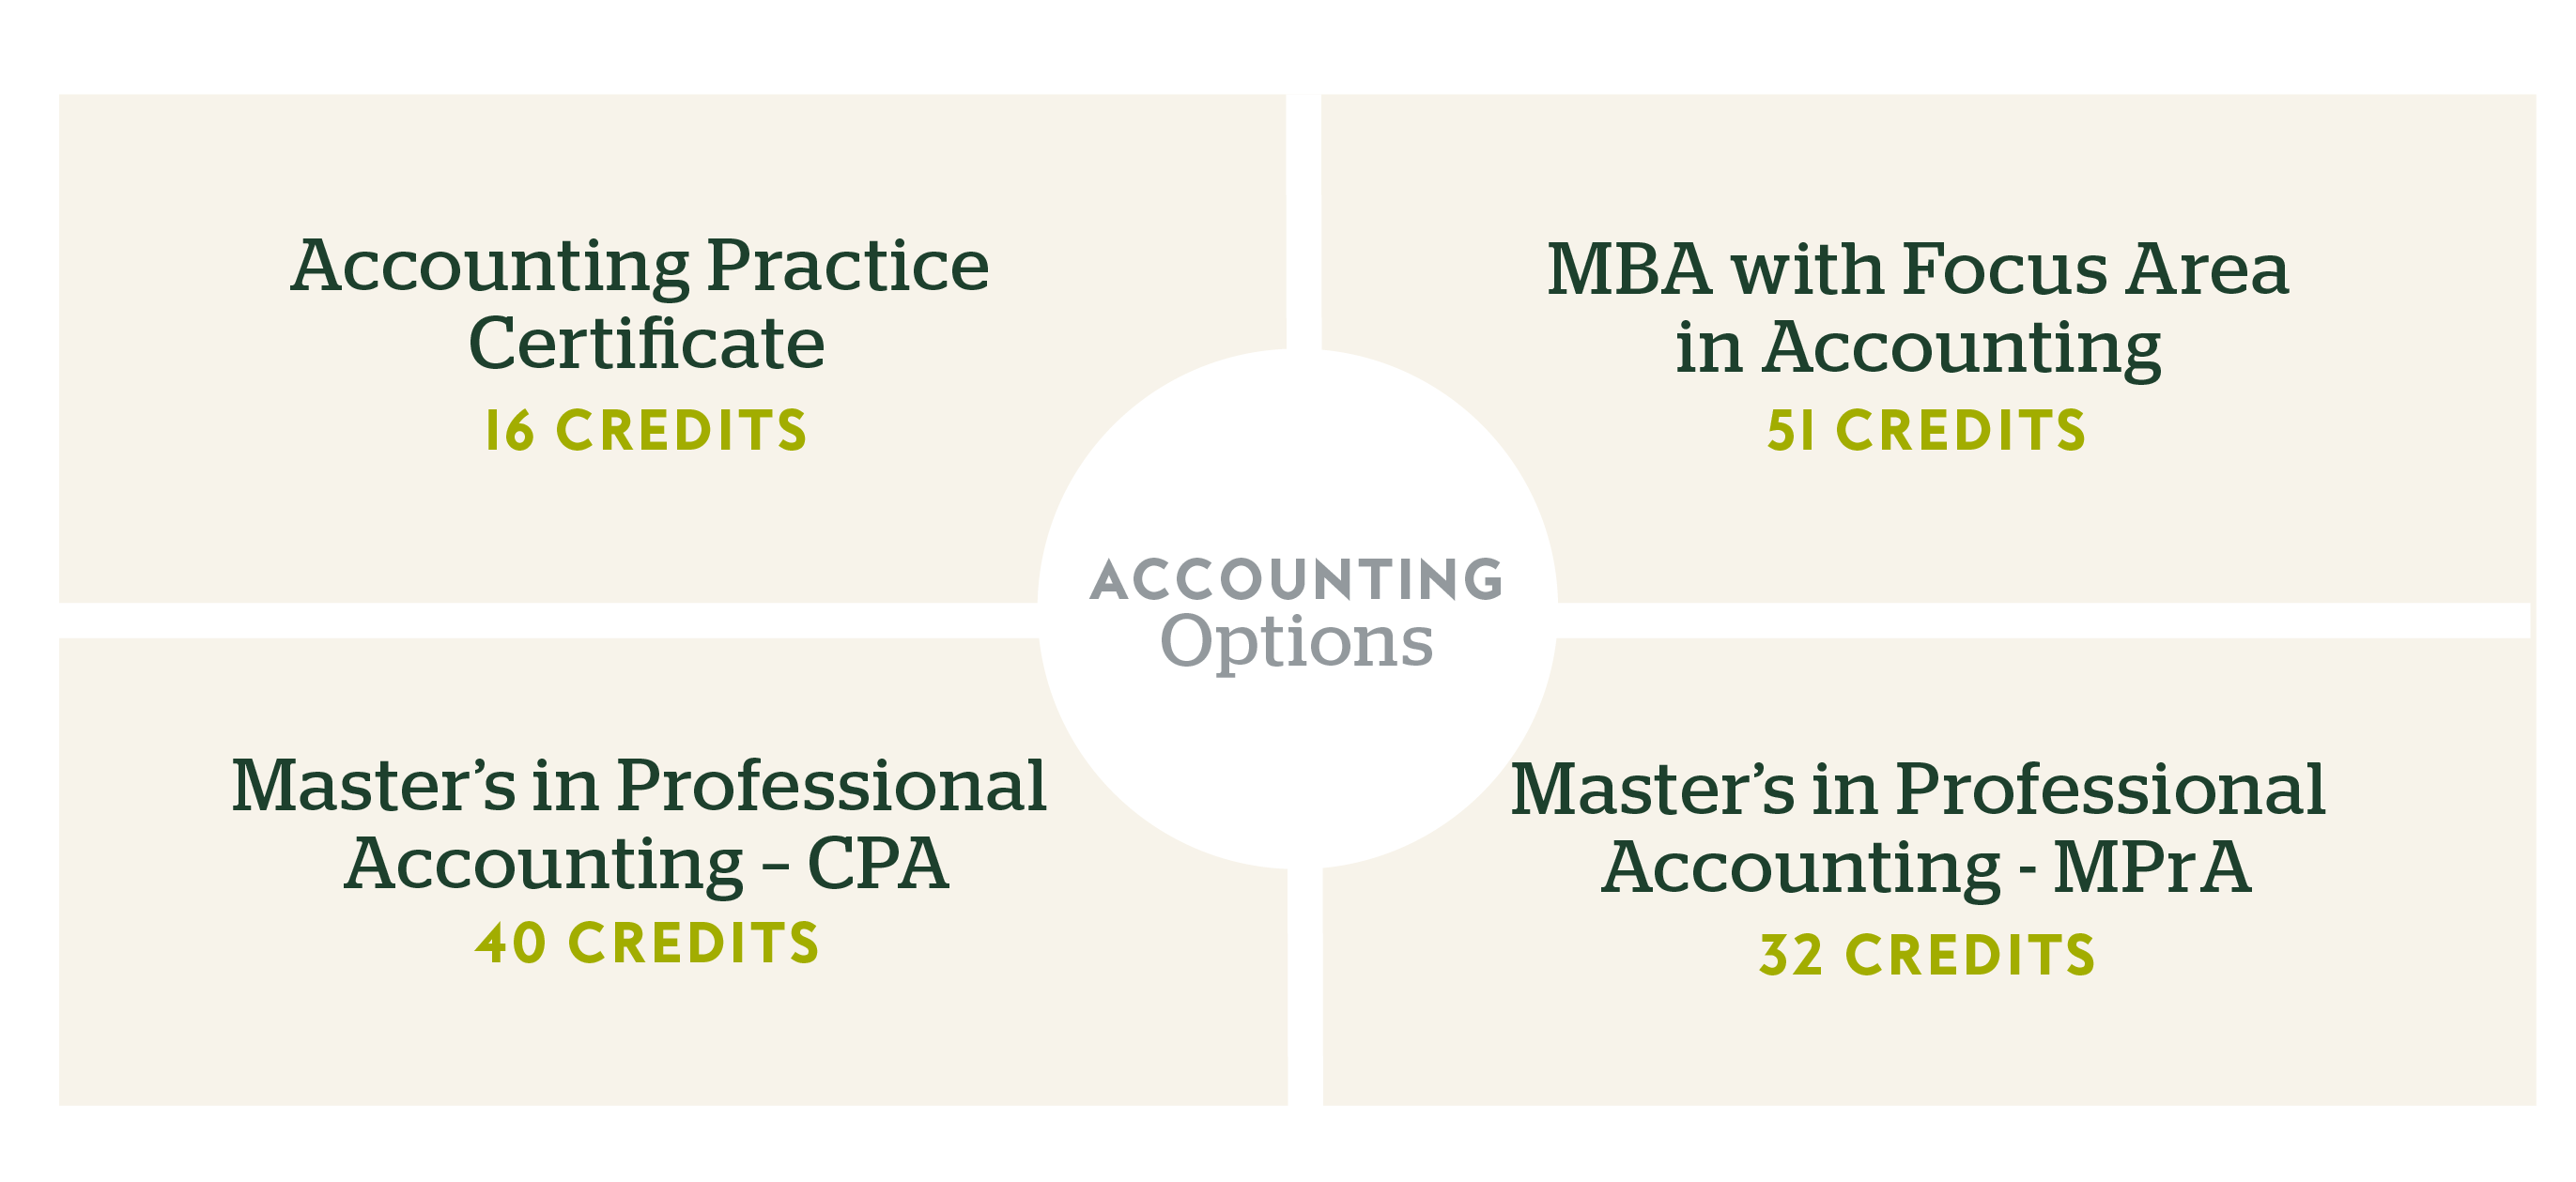 Accounting Practice
Certificate
16 CREDITS
MBA with Focus Area
in Accounting
51 CREDITS
ACCOUNTING
Options
Master’s in Professional
Accounting – CPA
40 CREDITS
Master’s in Professional
Accounting - MPrA
32 CREDITS